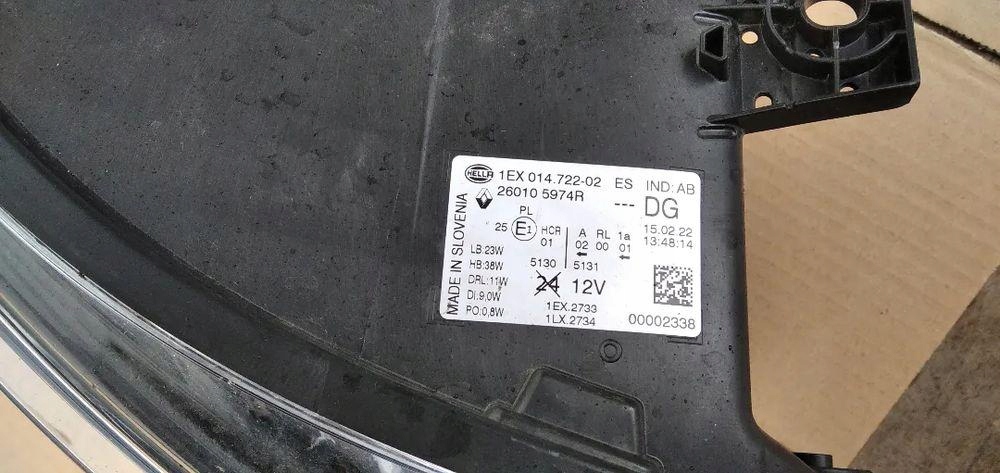 HELLA 1EX 014.722-02 ES IND: AB
26010 5974R --- DG
PL 15.02.22
25 E1 HCR A RL 1a 13:48:14
01 02 00 01
LB:23W
HB:38W 5130 5131
DRL:11W 24 12V
DI:9,0W 1EX.2733
PO:0,8W 1LX.2734 00002338
MADE IN SLOVENIA